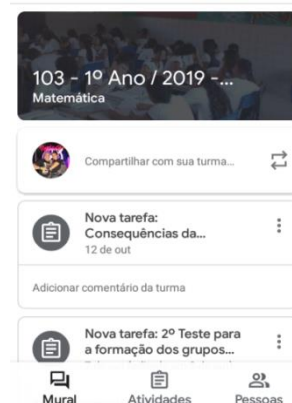 103 - 1º Ano / 2019 -...
Matemática
Compartilhar com sua turma...
Nova tarefa:
Consequências da...
12 de out
Adicionar comentário da turma
Nova tarefa: 2º Teste para
a formação dos grupos...
Mural
Atividades
Pessoas